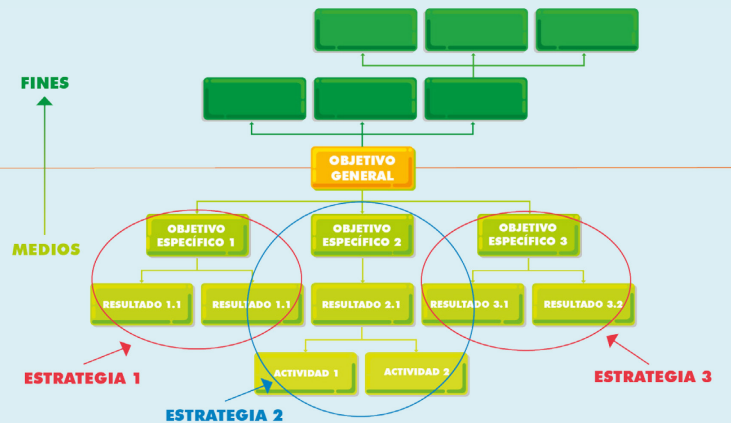 FINES
OBJETIVO
GENERAL
MEDIOS
OBJETIVO
ESPECÍFICO 1
OBJETIVO
ESPECÍFICO 2
OBJETIVO
ESPECÍFICO 3
RESULTADO 1.1
RESULTADO 1.1
RESULTADO 2.1
RESULTADO 3.1
RESULTADO 3.2
ACTIVIDAD 1
ACTIVIDAD 2
ESTRATEGIA 1
ESTRATEGIA 3
ESTRATEGIA 2